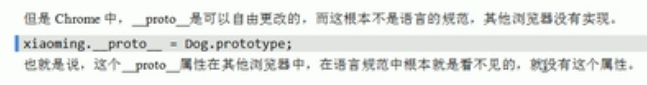 但是 Chrome 中，__proto__是可以自由更改的，而这根本不是语言的规范，其他浏览器没有实现。
xiaoming.__proto__ = Dog.prototype;
也就是说，这个__proto__属性在其他浏览器中，在语言规范中根本就是看不见的，就没有这个属性。